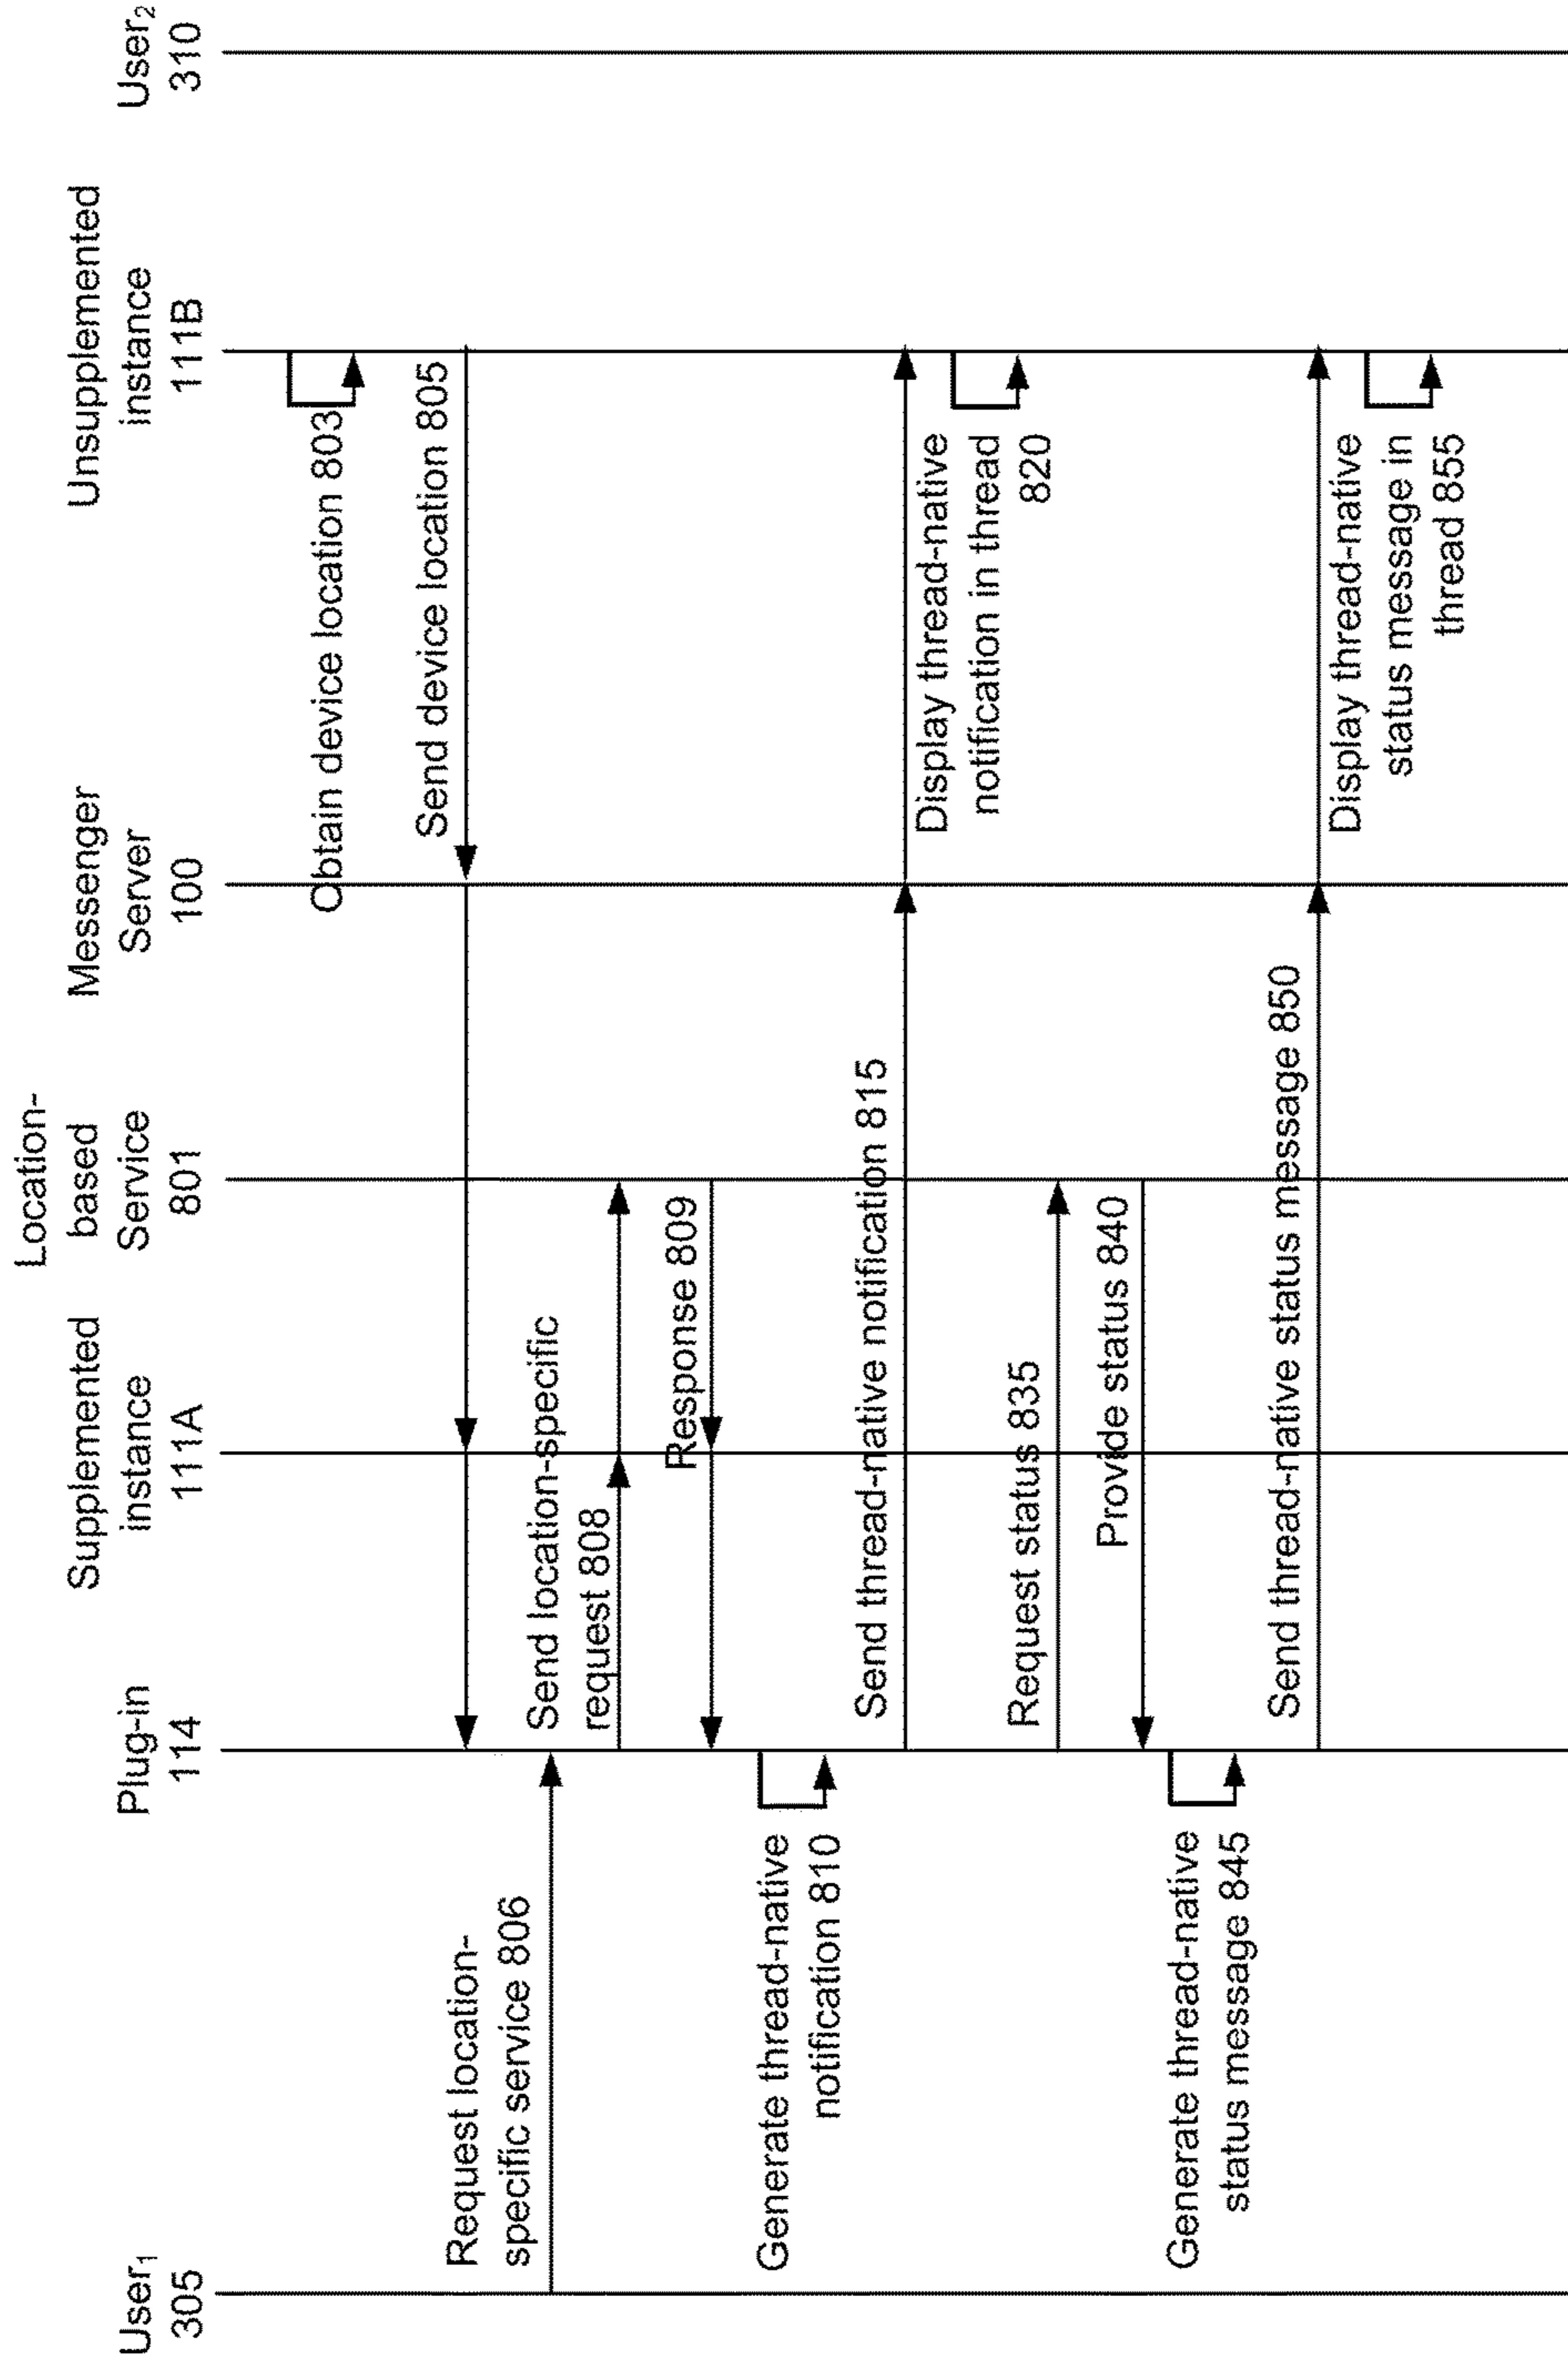 User₁
305
Plug-in
114
Supplemented
instance
111A
Location-
based
Service
801
Messenger
Server
100
Unsupplemented
instance
111B
User₂
310
Obtain device location 803
Send device location 805
Request location-
specific service 806
Send location-specific
request 808
Response 809
Generate thread-native
notification 810
Send thread-native notification 815
Display thread-native
notification in thread
820
Request status 835
Provide status 840
Generate thread-native
status message 845
Send thread-native status message 850
Display thread-native
status message in
thread 855